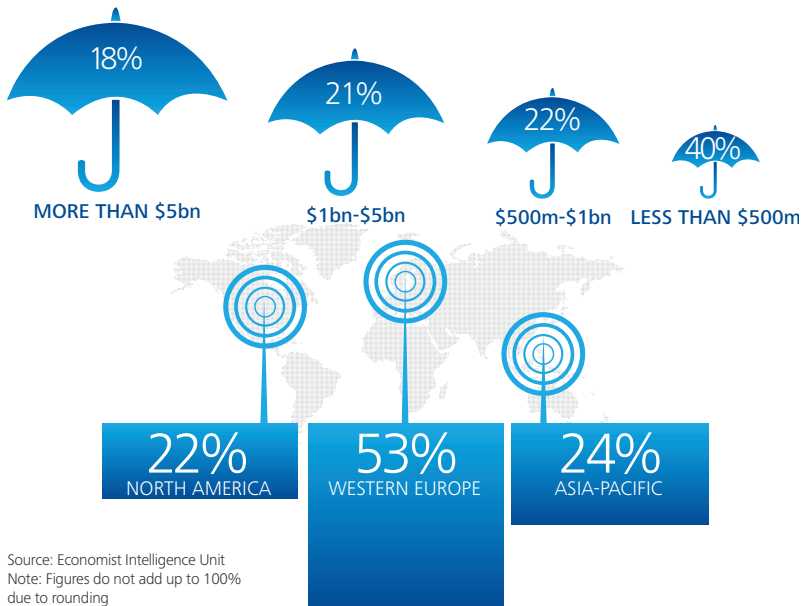 18%
21%
22%
40%
MORE THAN $5bn
$1bn-$5bn
$500m-$1bn
LESS THAN $500m
22%
NORTH AMERICA
53%
WESTERN EUROPE
24%
ASIA-PACIFIC
Source: Economist Intelligence Unit
Note: Figures do not add up to 100%
due to rounding